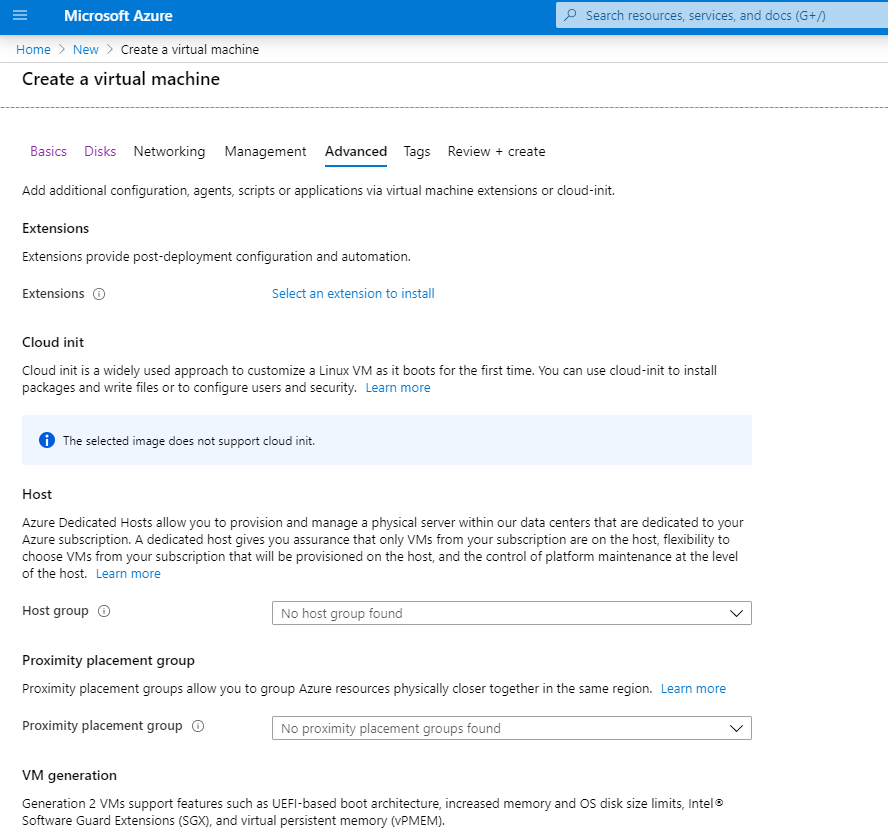 Microsoft Azure
Search resources, services, and docs (G+/)
Home > New > Create a virtual machine
Create a virtual machine
Basics Disks Networking Management Advanced Tags Review + create
Add additional configuration, agents, scripts or applications via virtual machine extensions or cloud-init.
Extensions
Extensions provide post-deployment configuration and automation.
Extensions Select an extension to install
Cloud init
Cloud init is a widely used approach to customize a Linux VM as it boots for the first time. You can use cloud-init to install
packages and write files or to configure users and security. Learn more
The selected image does not support cloud init.
Host
Azure Dedicated Hosts allow you to provision and manage a physical server within our data centers that are dedicated to your
Azure subscription. A dedicated host gives you assurance that only VMs from your subscription are on the host, flexibility to
choose VMs from your subscription that will be provisioned on the host, and the control of platform maintenance at the level
of the host. Learn more
Host group No host group found
Proximity placement group
Proximity placement groups allow you to group Azure resources physically closer together in the same region. Learn more
Proximity placement group No proximity placement groups found
VM generation
Generation 2 VMs support features such as UEFI-based boot architecture, increased memory and OS disk size limits, Intel®
Software Guard Extensions (SGX), and virtual persistent memory (vPMEM).